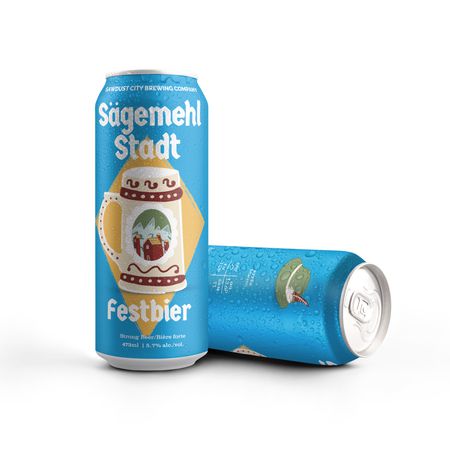 SAWDUST CITY BREWING COMPANY
Sägemehl
Stadt
Festbier
Strong Beer/Bière forte
473ml | 5.7% alc./vol.